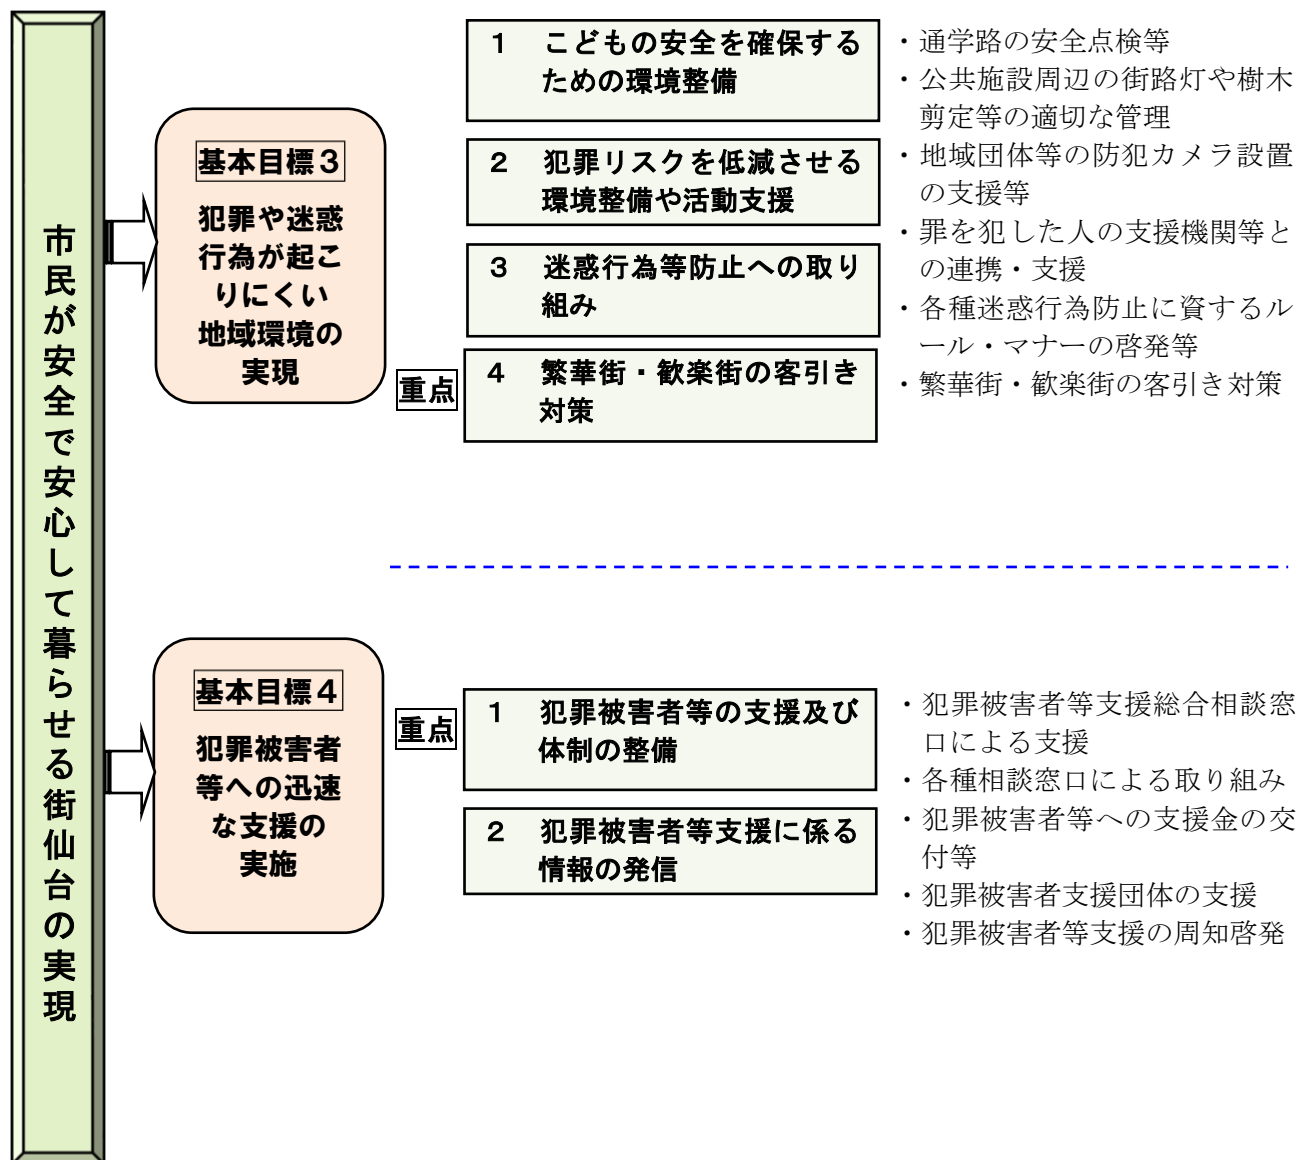 市民が安全で安心して暮らせる街仙台の実現
基本目標３
犯罪や迷惑
行為が起こ
りにくい
地域環境の
実現
1 こどもの安全を確保する
ための環境整備
2 犯罪リスクを低減させる
環境整備や活動支援
3 迷惑行為等防止への取り
組み
重点
4 繁華街・歓楽街の客引き
対策
・通学路の安全点検等
・公共施設周辺の街路灯や樹木
剪定等の適切な管理
・地域団体等の防犯カメラ設置
の支援等
・罪を犯した人の支援機関等と
の連携・支援
・各種迷惑行為防止に資するル
ール・マナーの啓発等
・繁華街・歓楽街の客引き対策
基本目標４
犯罪被害者
等への迅速
な支援の
実施
重点
1 犯罪被害者等の支援及び
体制の整備
2 犯罪被害者等支援に係る
情報の発信
・犯罪被害者等支援総合相談窓
口による支援
・各種相談窓口による取り組み
・犯罪被害者等への支援金の交
付等
・犯罪被害者支援団体の支援
・犯罪被害者等支援の周知啓発